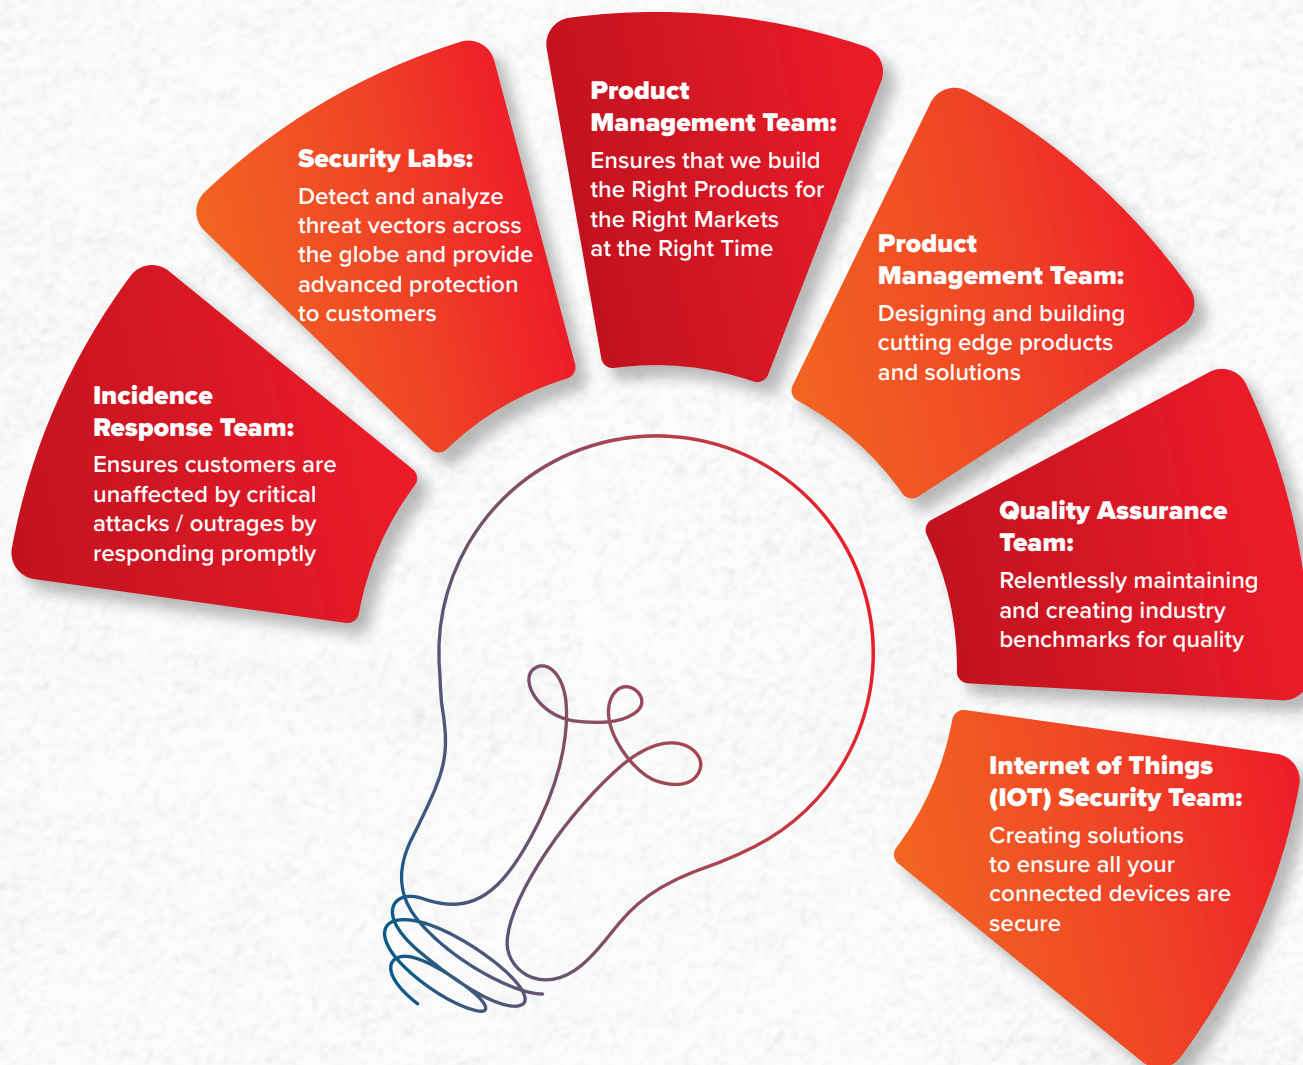 Incidence
Response Team:
Ensures customers are
unaffected by critical
attacks / outrages by
responding promptly
Security Labs:
Detect and analyze
threat vectors across
the globe and provide
advanced protection
to customers
Product
Management Team:
Ensures that we build
the Right Products for
the Right Markets
at the Right Time
Product
Management Team:
Designing and building
cutting edge products
and solutions
Quality Assurance
Team:
Relentlessly maintaining
and creating industry
benchmarks for quality
Internet of Things
(IOT) Security Team:
Creating solutions
to ensure all your
connected devices are
secure